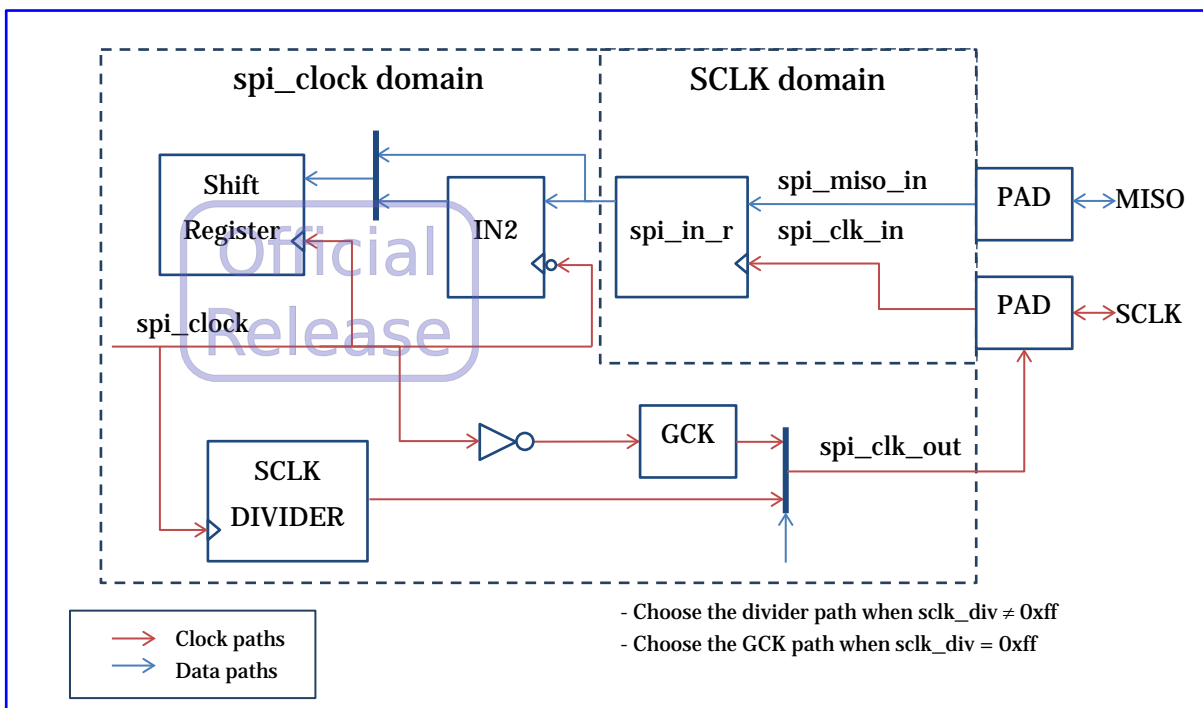 spi_clock domain
SCLK domain
Shift
Register
IN2
spi_in_r
spi_miso_in
spi_clk_in
PAD
MISO
PAD
SCLK
Official
Release
spi_clock
GCK
spi_clk_out
SCLK
DIVIDER
- Choose the divider path when sclk_div ≠ 0xff
- Choose the GCK path when sclk_div = 0xff
Clock paths
Data paths